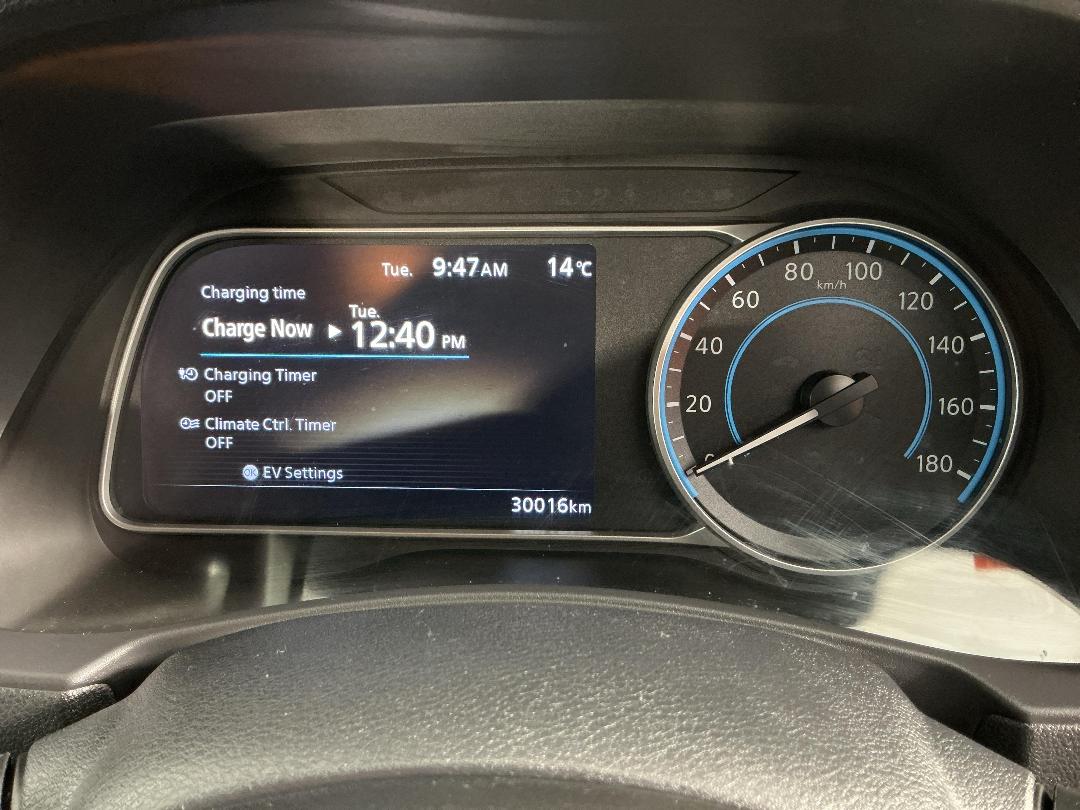 Tue. 9:47AM 14℃
Charging time
Charge Now ▶ Tue. 12:40 PM
Charging Timer
OFF
Climate Ctrl. Timer
OFF
OK EV Settings
30016km
0
20
40
60
80
100
km/h
120
140
160
180